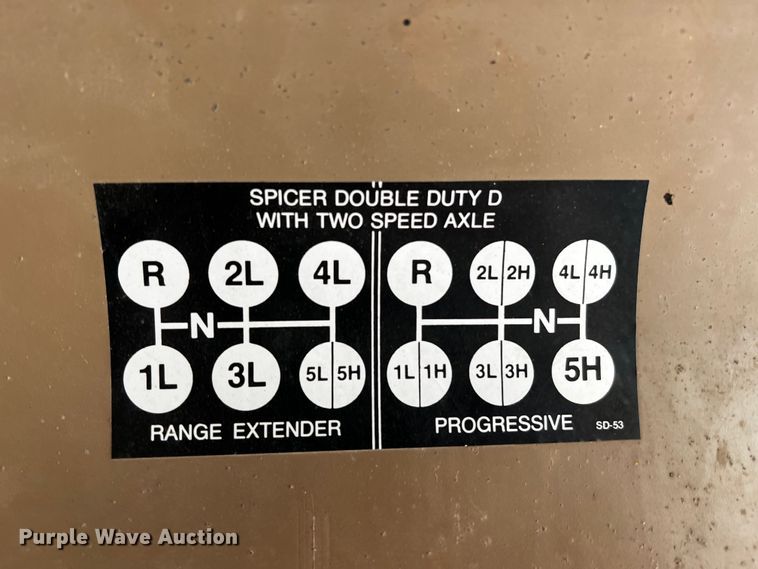 SPICER DOUBLE DUTY D
WITH TWO SPEED AXLE
R 2L 4L
N
1L 3L 5L 5H
RANGE EXTENDER
R 2L 2H 4L 4H
N
1L 1H 3L 3H 5H
PROGRESSIVE
SD-53
Purple Wave Auction